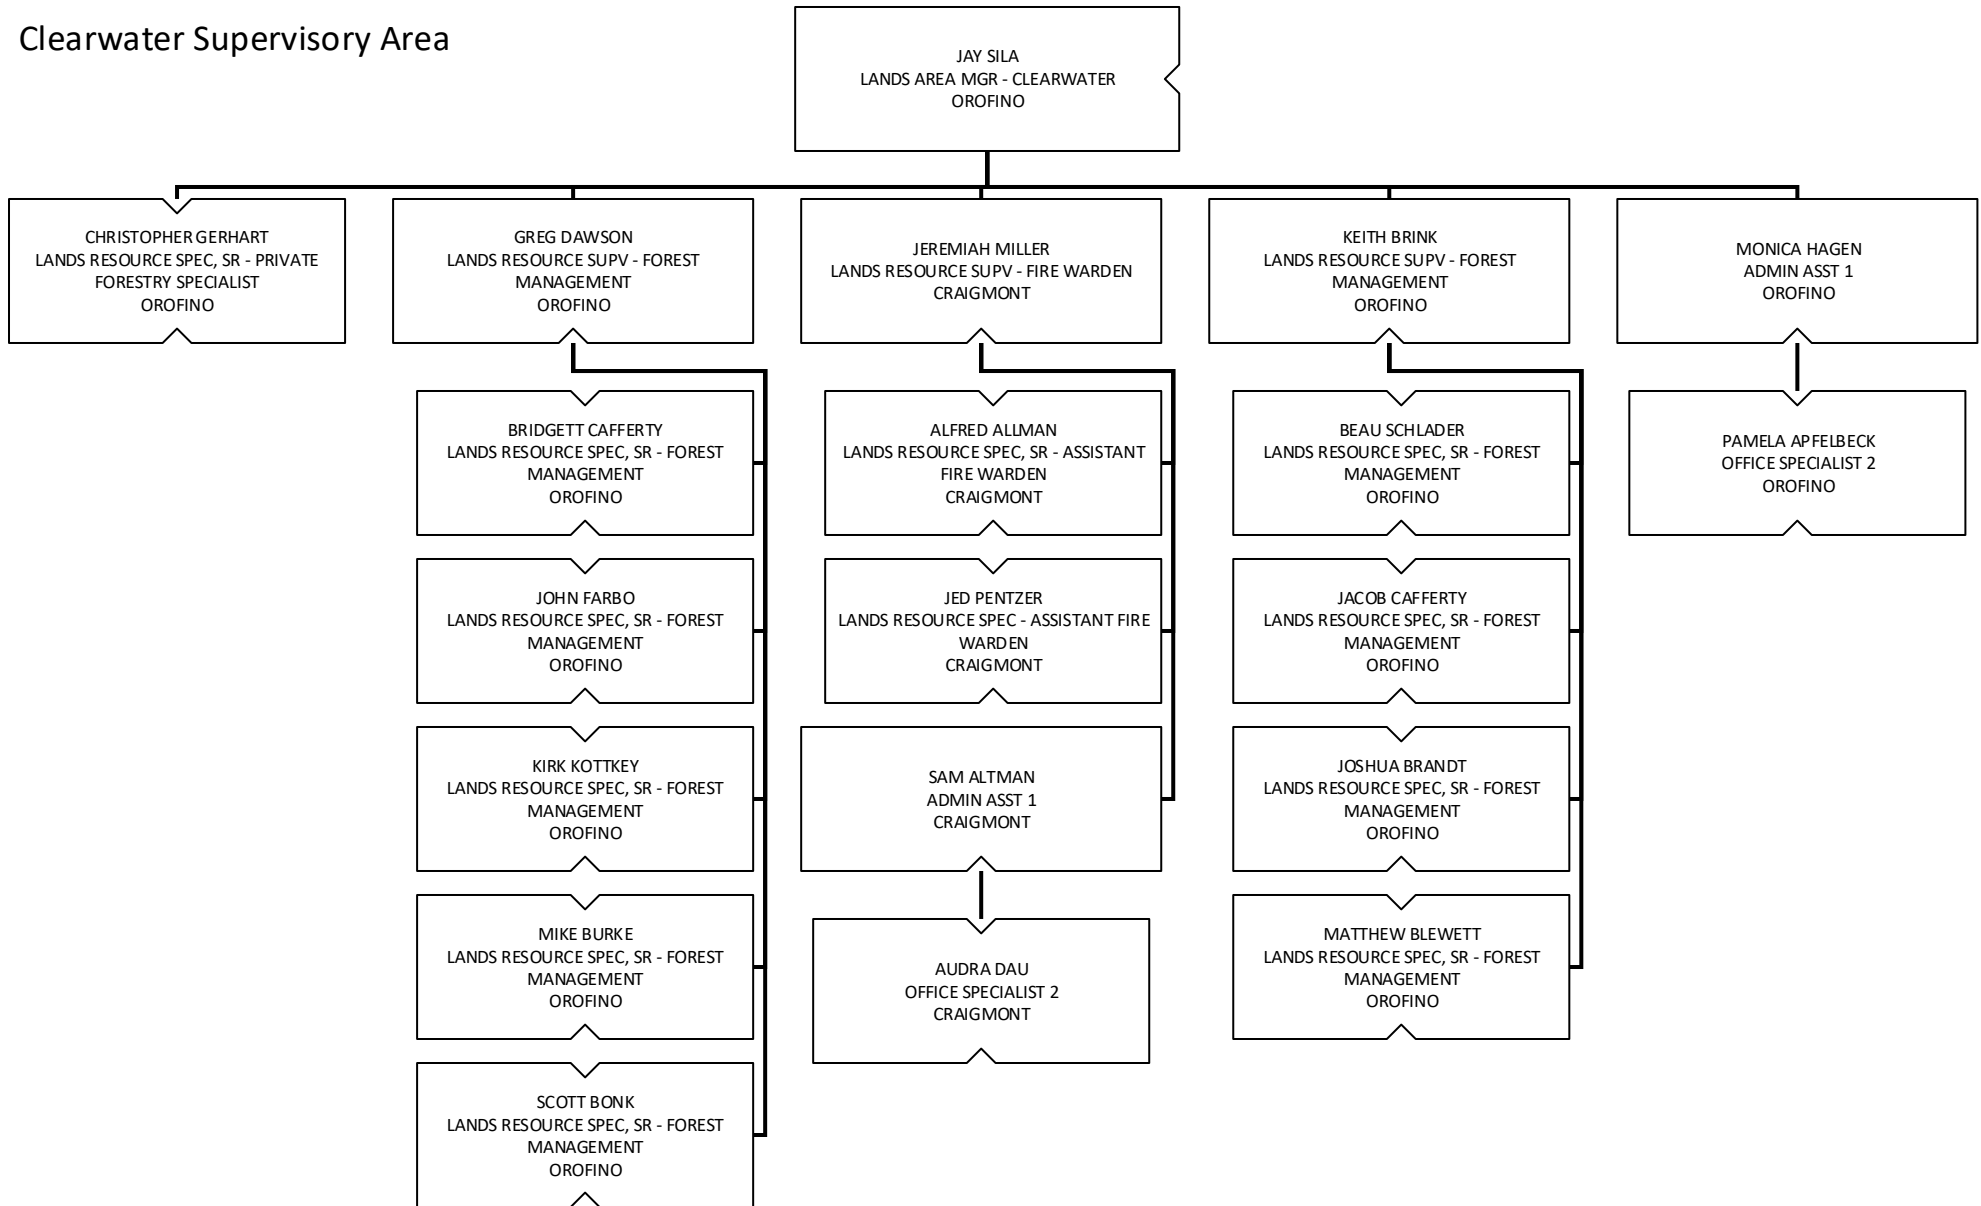 Clearwater Supervisory Area
JAY SILA
LANDS AREA MGR - CLEARWATER
OROFINO
CHRISTOPHER GERHART
LANDS RESOURCE SPEC, SR - PRIVATE
FORESTRY SPECIALIST
OROFINO
GREG DAWSON
LANDS RESOURCE SUPV - FOREST
MANAGEMENT
OROFINO
JEREMIAH MILLER
LANDS RESOURCE SUPV - FIRE WARDEN
CRAIGMONT
KEITH BRINK
LANDS RESOURCE SUPV - FOREST
MANAGEMENT
OROFINO
MONICA HAGEN
ADMIN ASST 1
OROFINO
BRIDGETT CAFFERTY
LANDS RESOURCE SPEC, SR - FOREST
MANAGEMENT
OROFINO
JOHN FARBO
LANDS RESOURCE SPEC, SR - FOREST
MANAGEMENT
OROFINO
KIRK KOTTKEY
LANDS RESOURCE SPEC, SR - FOREST
MANAGEMENT
OROFINO
MIKE BURKE
LANDS RESOURCE SPEC, SR - FOREST
MANAGEMENT
OROFINO
SCOTT BONK
LANDS RESOURCE SPEC, SR - FOREST
MANAGEMENT
OROFINO
ALFRED ALLMAN
LANDS RESOURCE SPEC, SR - ASSISTANT
FIRE WARDEN
CRAIGMONT
JED PENTZER
LANDS RESOURCE SPEC - ASSISTANT FIRE
WARDEN
CRAIGMONT
SAM ALTMAN
ADMIN ASST 1
CRAIGMONT
AUDRA DAU
OFFICE SPECIALIST 2
CRAIGMONT
BEAU SCHLADER
LANDS RESOURCE SPEC, SR - FOREST
MANAGEMENT
OROFINO
JACOB CAFFERTY
LANDS RESOURCE SPEC, SR - FOREST
MANAGEMENT
OROFINO
JOSHUA BRANDT
LANDS RESOURCE SPEC, SR - FOREST
MANAGEMENT
OROFINO
MATTHEW BLEWETT
LANDS RESOURCE SPEC, SR - FOREST
MANAGEMENT
OROFINO
PAMELA APFELBECK
OFFICE SPECIALIST 2
OROFINO